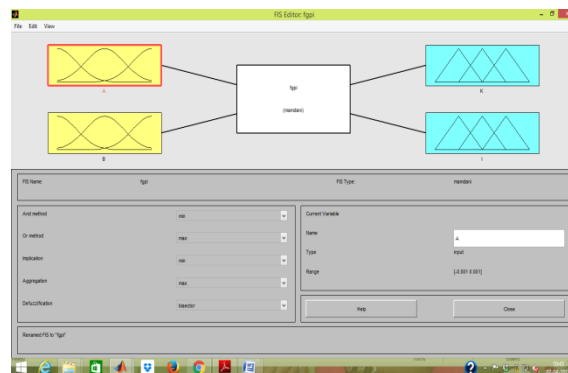 FIS Editor: fgpi
File Edit View
A
B
fgpi
(mamdani)
K
I
FIS Name: fgpi FIS Type: mamdani
And method min
Or method max
Implication min
Aggregation max
Defuzzification bisector
Current Variable
Name A
Type input
Range [-0.001 0.001]
Help Close
Renamed FIS to "fgpi"